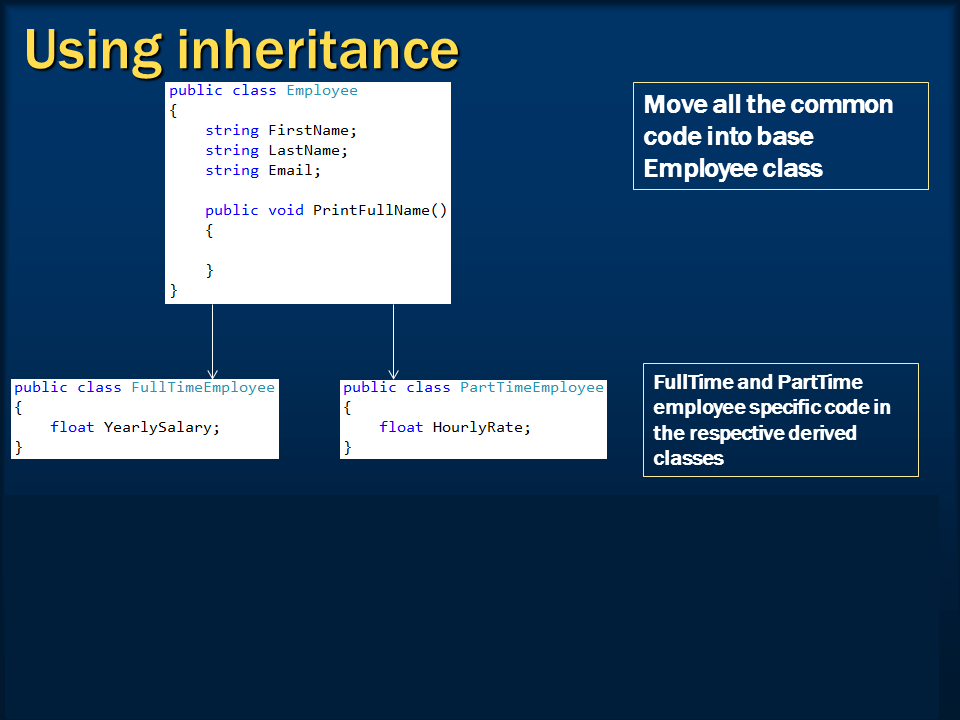 Using inheritance
public class Employee
{
    string FirstName;
    string LastName;
    string Email;
    public void PrintFullName()
    {
    }
}
Move all the common
code into base
Employee class
public class FullTimeEmployee
{
    float YearlySalary;
}
public class PartTimeEmployee
{
    float HourlyRate;
}
FullTime and PartTime
employee specific code in
the respective derived
classes